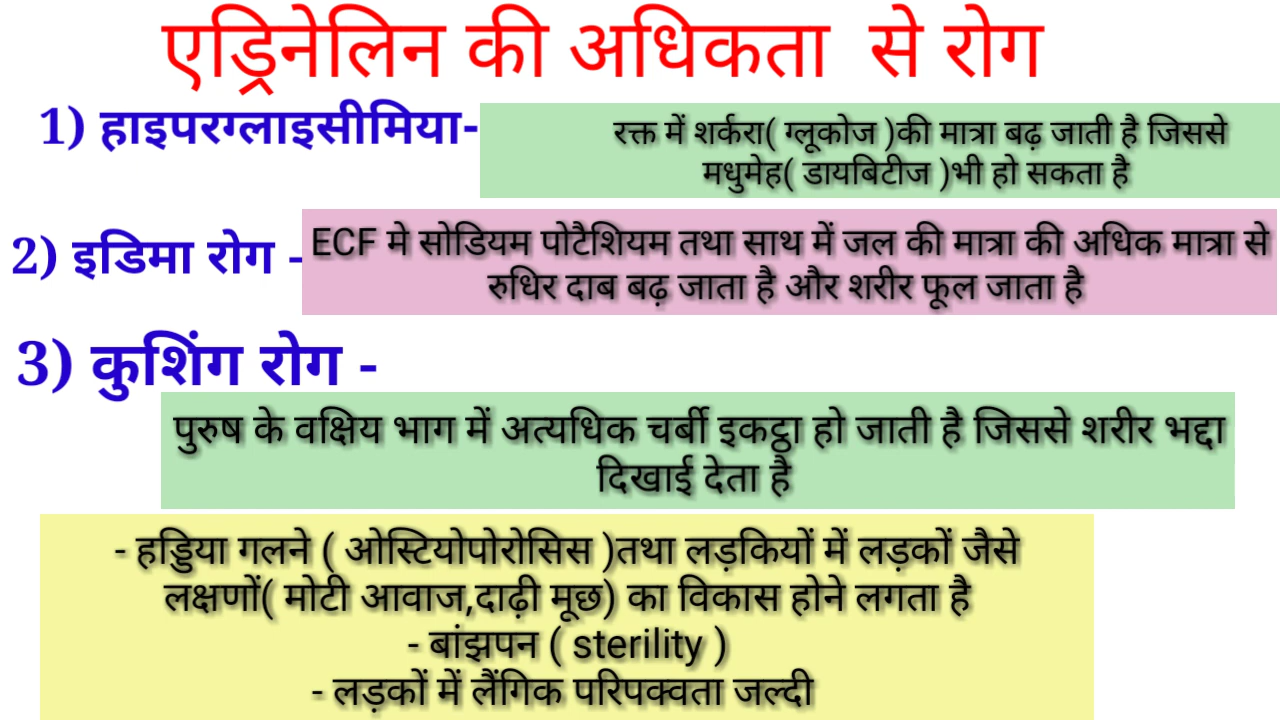 एड्रिनेलिन की अधिकता से रोग
1) हाइपरग्लाइसीमिया-
रक्त में शर्करा( ग्लूकोज )की मात्रा बढ़ जाती है जिससे
मधुमेह( डायबिटीज )भी हो सकता है
2) इडिमा रोग -
ECF मे सोडियम पोटैशियम तथा साथ में जल की मात्रा की अधिक मात्रा से
रुधिर दाब बढ़ जाता है और शरीर फूल जाता है
3) कुशिंग रोग -
पुरुष के वक्षिय भाग में अत्यधिक चर्बी इकट्ठा हो जाती है जिससे शरीर भद्दा
दिखाई देता है
- हड्डिया गलने ( ओस्टियोपोरोसिस )तथा लड़कियों में लड़कों जैसे
लक्षणों( मोटी आवाज,दाढ़ी मूछ) का विकास होने लगता है
- बांझपन ( sterility )
- लड़कों में लैंगिक परिपक्वता जल्दी